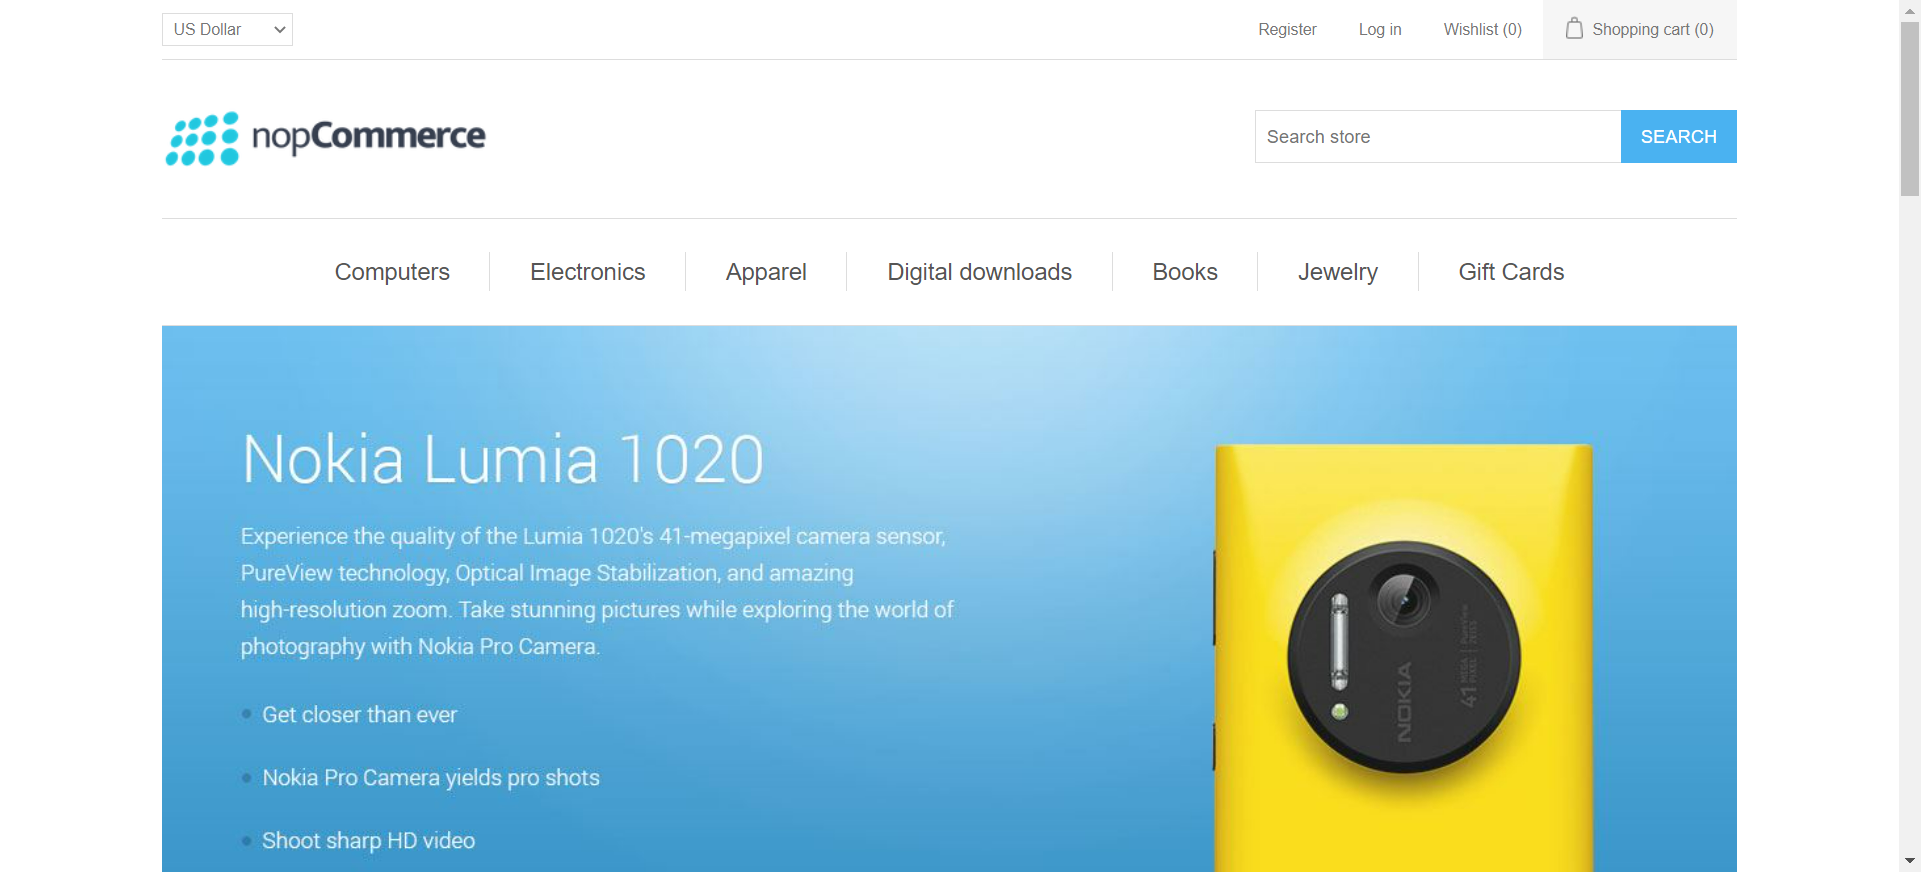 US Dollar
Register
Log in
Wishlist (0)
Shopping cart (0)
nopCommerce
Search store
SEARCH
Computers
Electronics
Apparel
Digital downloads
Books
Jewelry
Gift Cards
Nokia Lumia 1020
Experience the quality of the Lumia 1020's 41-megapixel camera sensor,
PureView technology, Optical Image Stabilization, and amazing
high-resolution zoom. Take stunning pictures while exploring the world of
photography with Nokia Pro Camera.
Get closer than ever
Nokia Pro Camera yields pro shots
Shoot sharp HD video
NOKIA
41 MEGA PIXEL
PureView
ZEISS